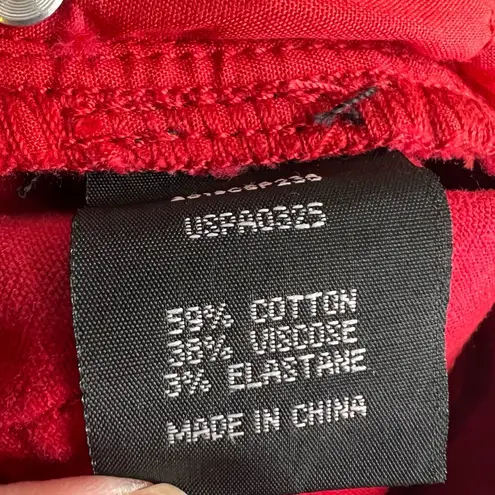 USPA0325
59% COTTON
38% VISCOSE
3% ELASTANE
MADE IN CHINA